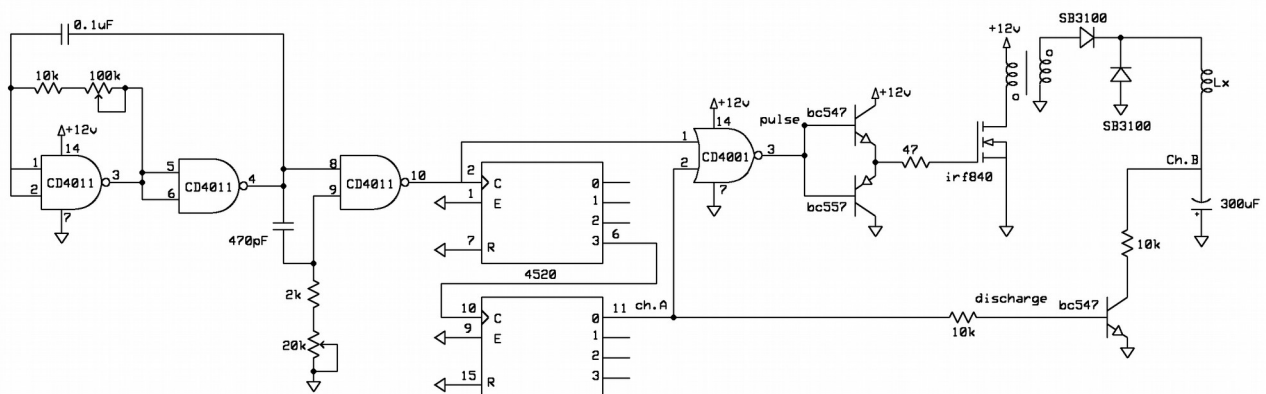 0.1uF
10k
100k
+12v
14
1
2
CD4011
3
7
5
6
CD4011
4
470pF
2k
20k
8
9
CD4011
10
2
C
0
1
E
1
2
7
R
3
6
4520
10
C
0
11
ch.A
9
E
1
2
15
R
3
+12v
14
1
2
CD4001
3
7
pulse
bc547
+12v
bc557
47
irf840
+12v
a
a
SB3100
SB3100
Lx
Ch.B
300uF
+
10k
discharge
10k
bc547